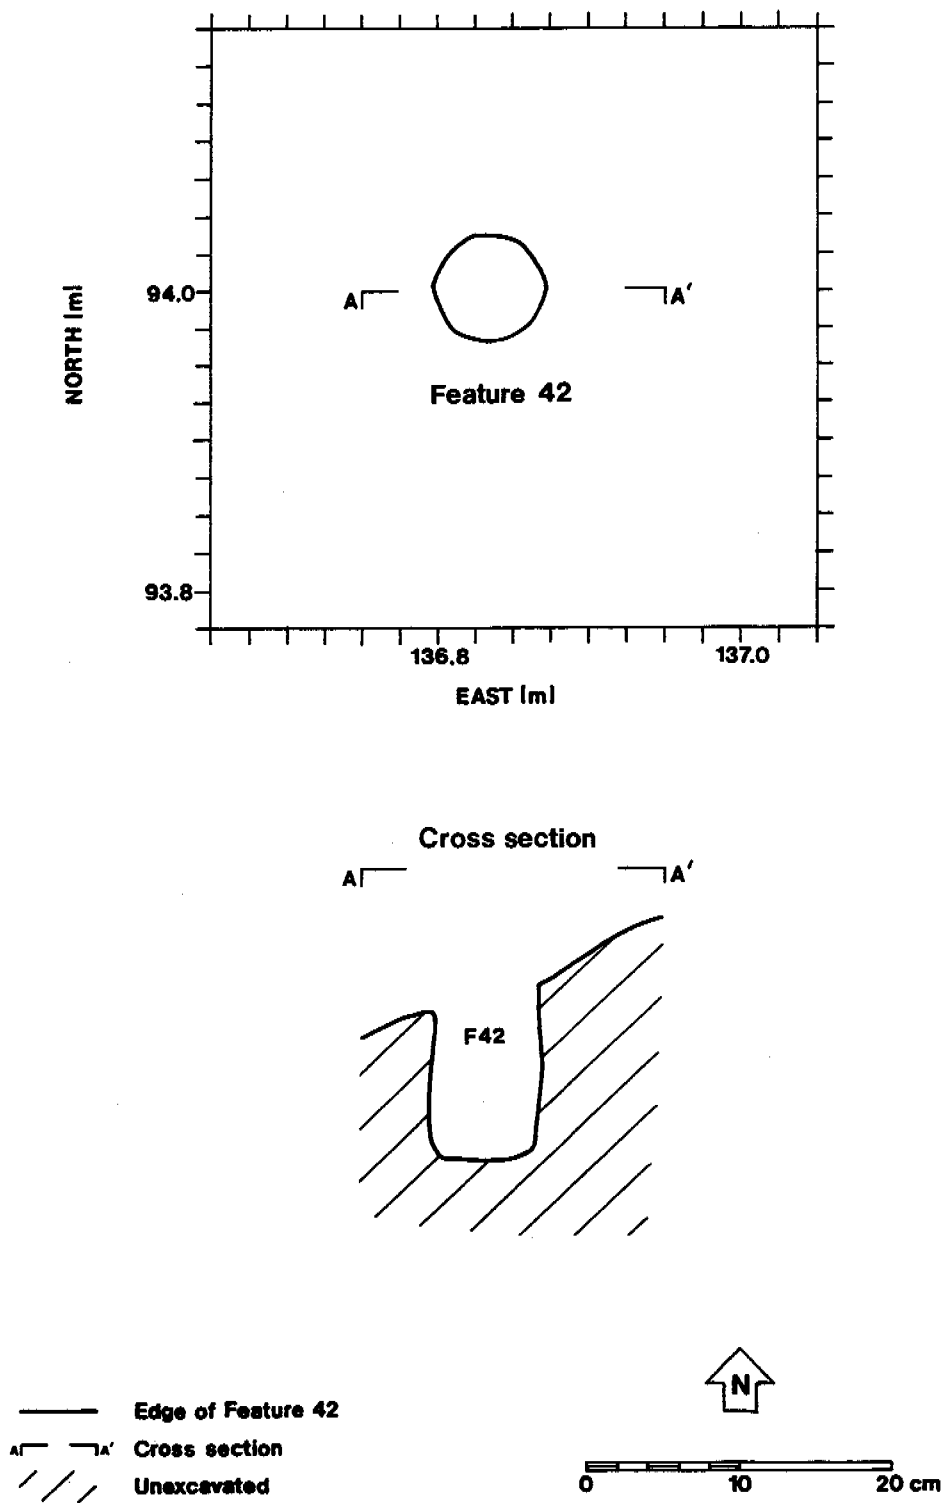 NORTH [m]
94.0
A A′
Feature 42
93.8
136.8 137.0
EAST [m]
Cross section
A A′
F42
N
Edge of Feature 42
A A′ Cross section
Unexcavated
0 10 20 cm